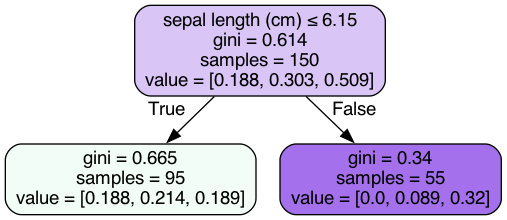 sepal length (cm) ≤ 6.15
gini = 0.614
samples = 150
value = [0.188, 0.303, 0.509]
True
False
gini = 0.665
samples = 95
value = [0.188, 0.214, 0.189]
gini = 0.34
samples = 55
value = [0.0, 0.089, 0.32]